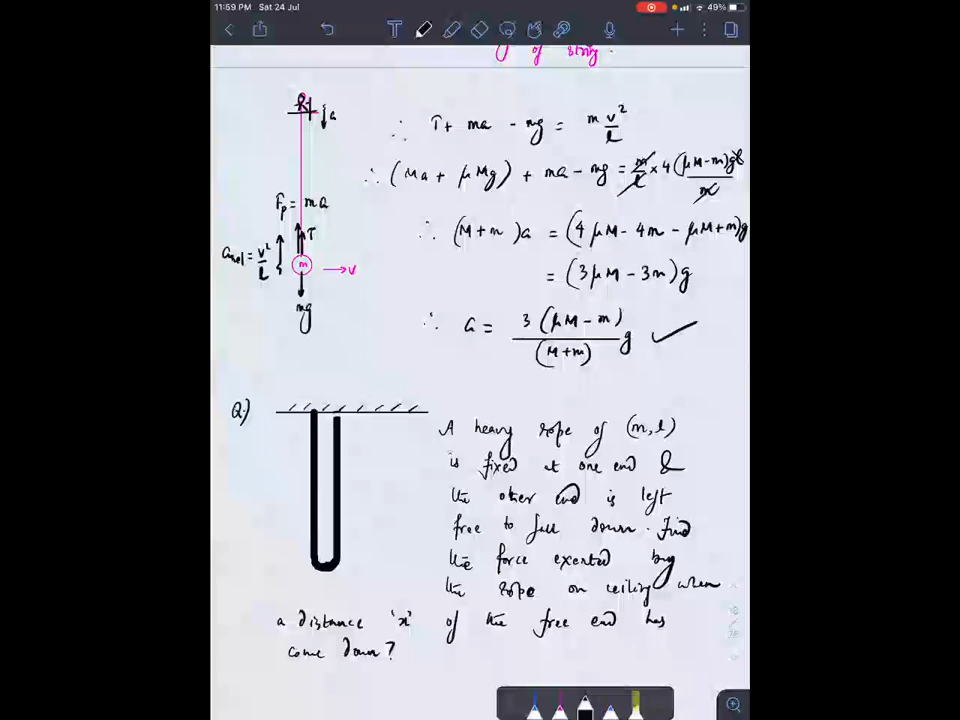 11:59 PM Sat 24 Jul
49%
of string.
a
∴ T + ma - mg = m v²/l
∴ (Ma + μMg) + ma - mg = m/l × 4 (μM-m)gl/m
Fp = ma
T
∴ (M+m)a = (4μM - 4m - μM + m)g
a_rel = v²/l
m
→v
= (3μM - 3m)g
mg
∴ a = 3(μM-m)/(M+m) g ✓
Q.)
A heavy rope of (m, l)
is fixed at one end &
the other end is left
free to fall down. Find
the force exerted by
the rope on ceiling when
a distance 'x' of the free end has
come down?